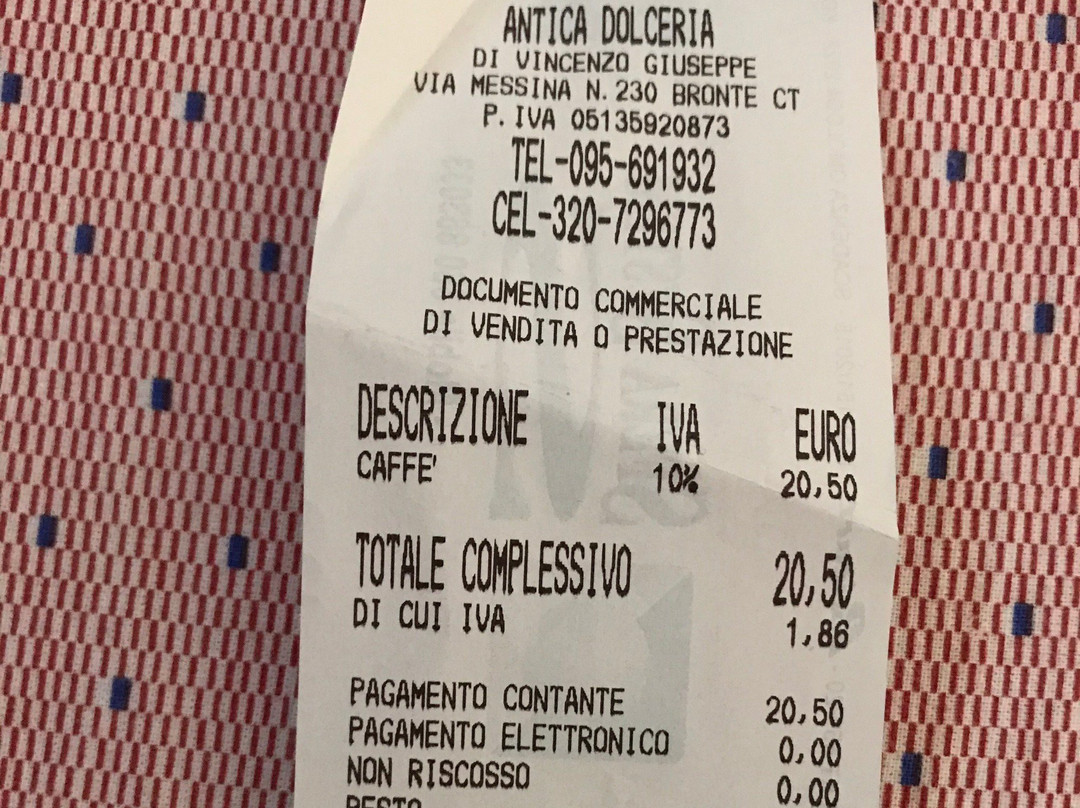 ANTICA DOLCERIA
DI VINCENZO GIUSEPPE
VIA MESSINA N.230 BRONTE CT
P.IVA 05135920873
TEL-095-691932
CEL-320-7296773
DOCUMENTO COMMERCIALE
DI VENDITA O PRESTAZIONE
DESCRIZIONE IVA EURO
CAFFE' 10% 20,50
TOTALE COMPLESSIVO 20,50
DI CUI IVA 1,86
PAGAMENTO CONTANTE 20,50
PAGAMENTO ELETTRONICO 0,00
NON RISCOSSO 0,00
RESTO